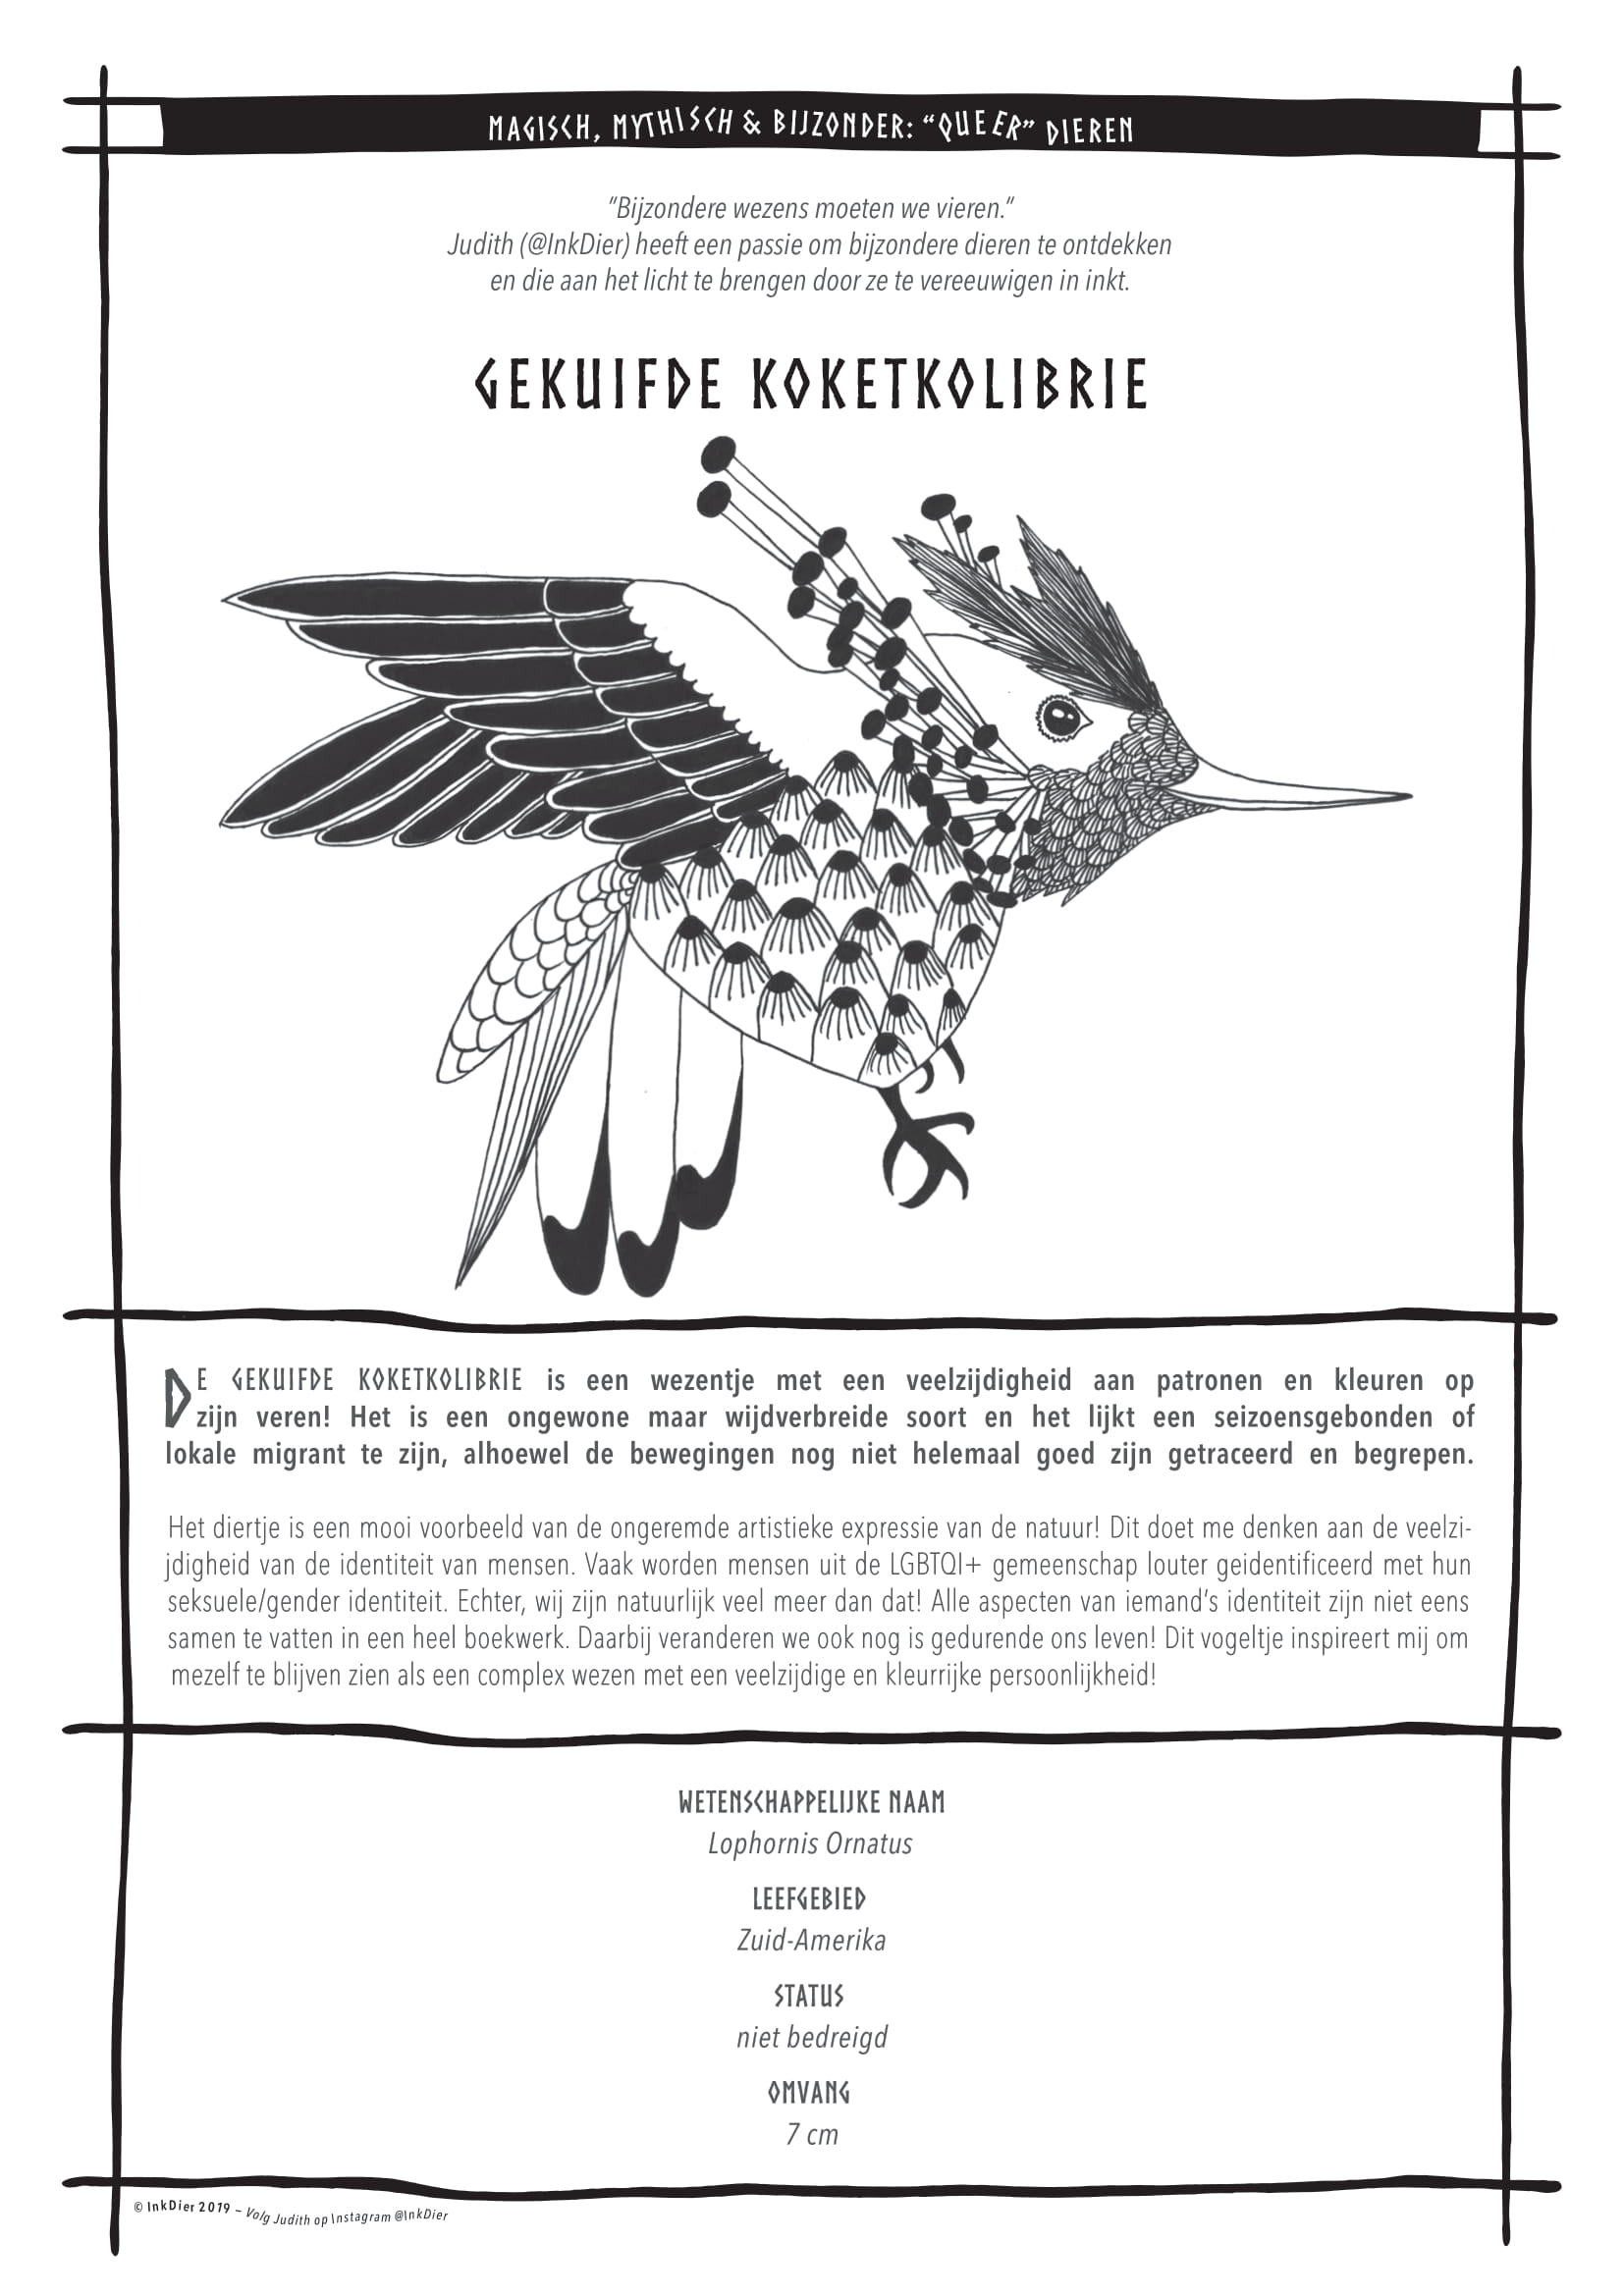 MAGISCH, MYTHISCH & BIJZONDER: “QUEER” DIEREN
“Bijzondere wezens moeten we vieren.”
Judith (@InkDier) heeft een passie om bijzondere dieren te ontdekken
en die aan het licht te brengen door ze te vereeuwigen in inkt.
GEKUIFDE KOKETKOLIBRIE
DE GEKUIFDE KOKETKOLIBRIE is een wezentje met een veelzijdigheid aan patronen en kleuren op
zijn veren! Het is een ongewone maar wijdverbreide soort en het lijkt een seizoensgebonden of
lokale migrant te zijn, alhoewel de bewegingen nog niet helemaal goed zijn getraceerd en begrepen.
Het diertje is een mooi voorbeeld van de ongeremde artistieke expressie van de natuur! Dit doet me denken aan de veelzi-
jdigheid van de identiteit van mensen. Vaak worden mensen uit de LGBTQI+ gemeenschap louter geidentificeerd met hun
seksuele/gender identiteit. Echter, wij zijn natuurlijk veel meer dan dat! Alle aspecten van iemand’s identiteit zijn niet eens
samen te vatten in een heel boekwerk. Daarbij veranderen we ook nog is gedurende ons leven! Dit vogeltje inspireert mij om
mezelf te blijven zien als een complex wezen met een veelzijdige en kleurrijke persoonlijkheid!
WETENSCHAPPELIJKE NAAM
Lophornis Ornatus
LEEFGEBIED
Zuid-Amerika
STATUS
niet bedreigd
OMVANG
7 cm
© InkDier 2019 – Volg Judith op Instagram @InkDier